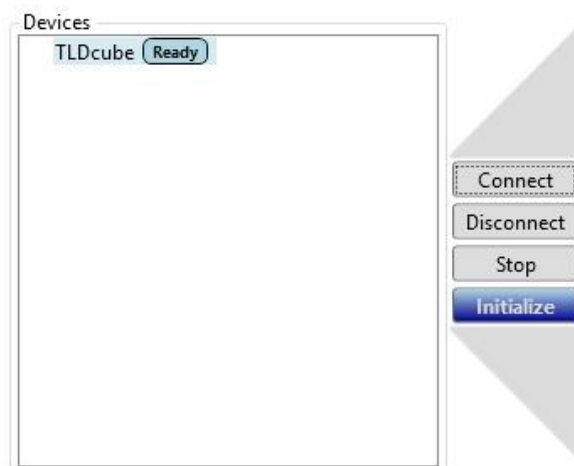 Devices
TLDcube Ready
Connect
Disconnect
Stop
Initialize